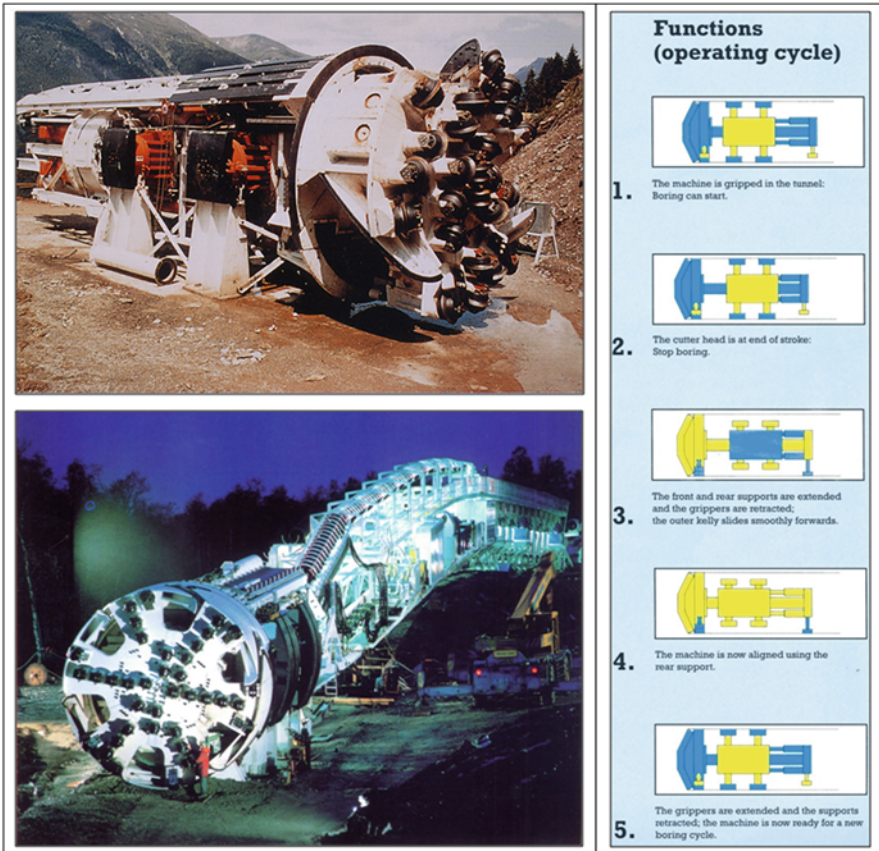 Functions
(operating cycle)
1.
The machine is gripped in the tunnel:
Boring can start.
2.
The cutter head is at end of stroke:
Stop boring.
3.
The front and rear supports are extended
and the grippers are retracted;
the outer kelly slides smoothly forwards.
4.
The machine is now aligned using the
rear support.
5.
The grippers are extended and the supports
retracted; the machine is now ready for a new
boring cycle.